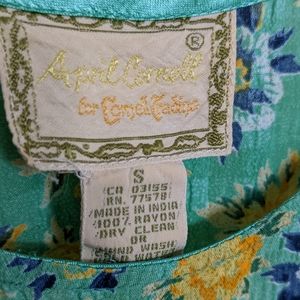 ®
April Cornell
for Cornell Trading
S
CA 03155
RN. 77578
MADE IN INDIA
100% RAYON
DRY CLEAN
OR
HAND WASH